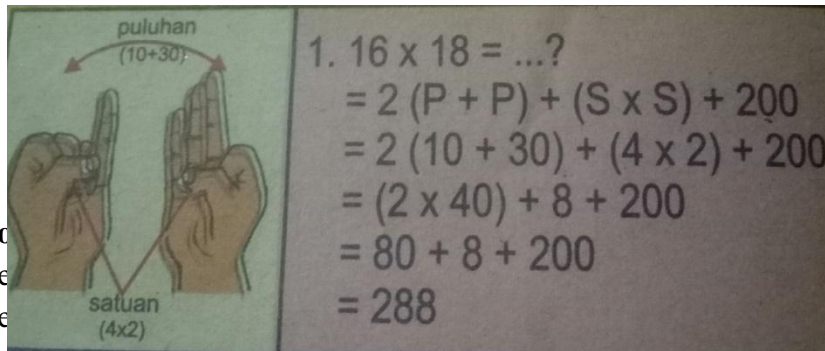 puluhan
(10+30)
satuan
(4x2)
1. 16 x 18 = ...?
= 2 (P + P) + (S x S) + 200
= 2 (10 + 30) + (4 x 2) + 200
= (2 x 40) + 8 + 200
= 80 + 8 + 200
= 288